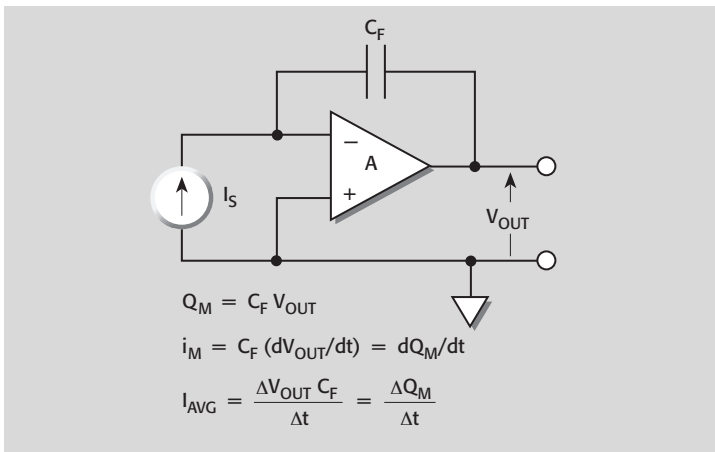 C_F
−
A
+
I_S
V_OUT
Q_M = C_F V_OUT
i_M = C_F (dV_OUT/dt) = dQ_M/dt
I_AVG = ΔV_OUT C_F / Δt = ΔQ_M / Δt